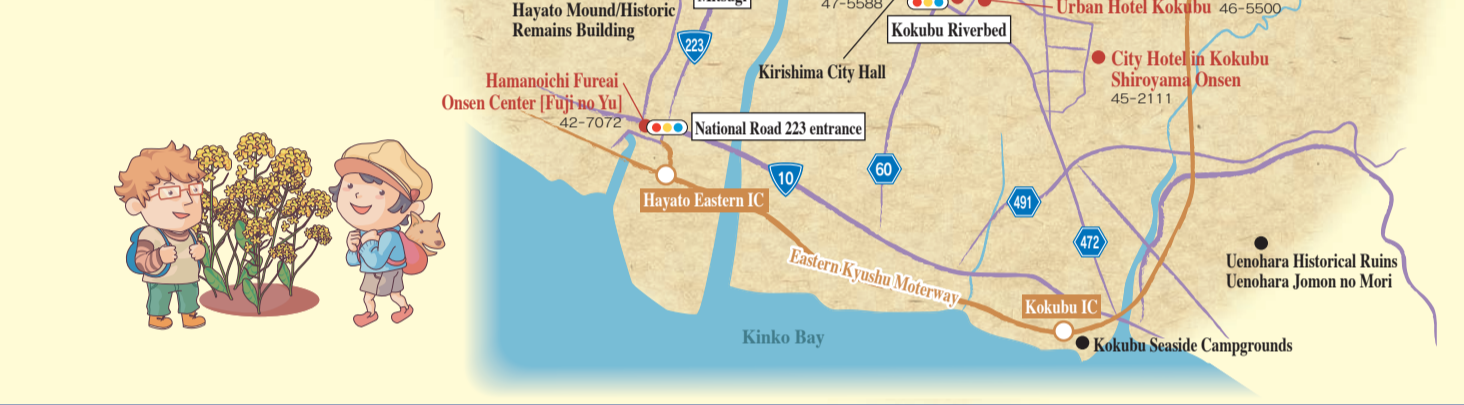 Hayato Mound/Historic
Remains Building
47-5588
Urban Hotel Kokubu 46-5500
Kokubu Riverbed
223
Kirishima City Hall
City Hotel in Kokubu
Shiroyama Onsen
45-2111
Hamanoichi Fureai
Onsen Center [Fuji no Yu]
42-7072
National Road 223 entrance
10
60
Hayato Eastern IC
491
472
Eastern Kyushu Moterway
Uenohara Historical Ruins
Uenohara Jomon no Mori
Kokubu IC
Kinko Bay
Kokubu Seaside Campgrounds